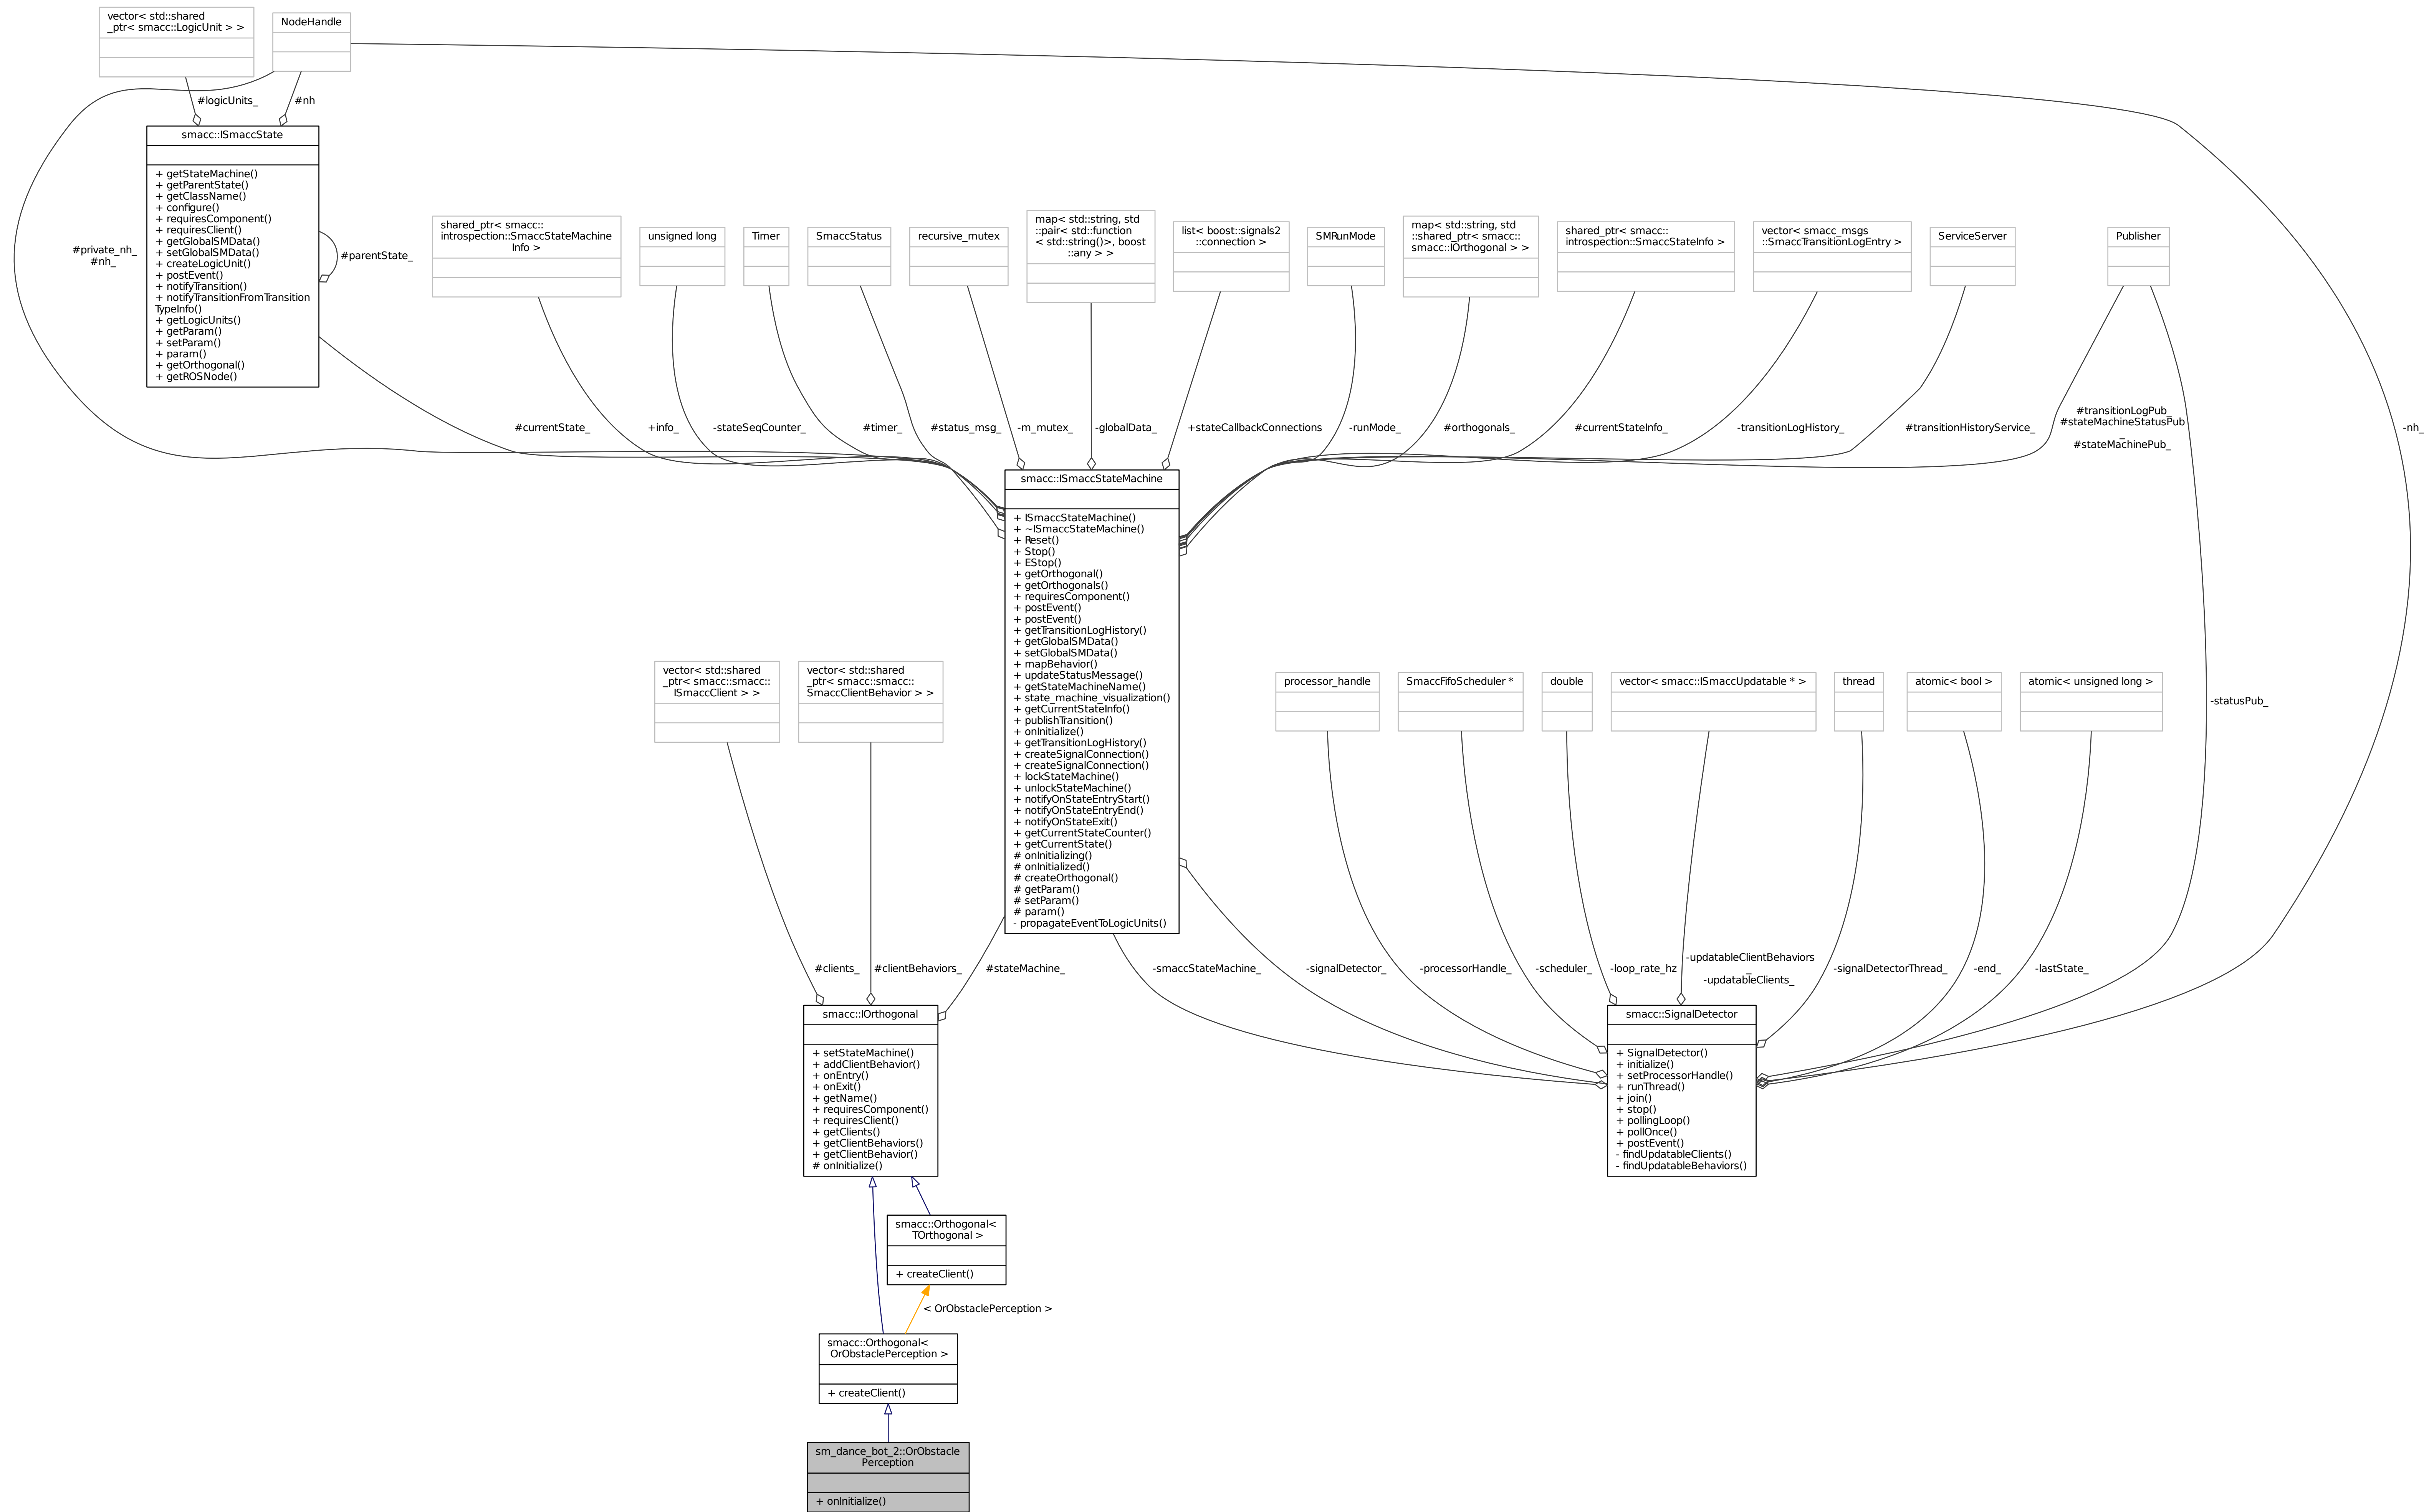 vector< std::shared
_ptr< smacc::LogicUnit > >
NodeHandle
#logicUnits_
#nh
smacc::ISmaccState
+ getStateMachine()
+ getParentState()
+ getClassName()
+ configure()
+ requiresComponent()
+ requiresClient()
+ getGlobalSMData()
+ setGlobalSMData()
+ createLogicUnit()
+ postEvent()
+ notifyTransition()
+ notifyTransitionFromTransition
TypeInfo()
+ getLogicUnits()
+ getParam()
+ setParam()
+ param()
+ getOrthogonal()
+ getROSNode()
#private_nh_
#nh_
#parentState_
shared_ptr< smacc::
introspection::SmaccStateMachine
Info >
unsigned long
Timer
SmaccStatus
recursive_mutex
map< std::string, std
::pair< std::function
< std::string()>, boost
::any > >
list< boost::signals2
::connection >
SMRunMode
map< std::string, std
::shared_ptr< smacc::
smacc::IOrthogonal > >
shared_ptr< smacc::
introspection::SmaccStateInfo >
vector< smacc_msgs
::SmaccTransitionLogEntry >
ServiceServer
Publisher
#currentState_
+info_
-stateSeqCounter_
#timer_
#status_msg_
-m_mutex_
-globalData_
+stateCallbackConnections
-runMode_
#orthogonals_
#currentStateInfo_
-transitionLogHistory_
#transitionHistoryService_
#transitionLogPub_
#stateMachineStatusPub
_
#stateMachinePub_
-nh_
smacc::ISmaccStateMachine
+ ISmaccStateMachine()
+ ~ISmaccStateMachine()
+ Reset()
+ Stop()
+ EStop()
+ getOrthogonal()
+ getOrthogonals()
+ requiresComponent()
+ postEvent()
+ postEvent()
+ getTransitionLogHistory()
+ getGlobalSMData()
+ setGlobalSMData()
+ mapBehavior()
+ updateStatusMessage()
+ getStateMachineName()
+ state_machine_visualization()
+ getCurrentStateInfo()
+ publishTransition()
+ onInitialize()
+ getTransitionLogHistory()
+ createSignalConnection()
+ createSignalConnection()
+ lockStateMachine()
+ unlockStateMachine()
+ notifyOnStateEntryStart()
+ notifyOnStateEntryEnd()
+ notifyOnStateExit()
+ getCurrentStateCounter()
+ getCurrentState()
# onInitializing()
# onInitialized()
# createOrthogonal()
# getParam()
# setParam()
# param()
- propagateEventToLogicUnits()
vector< std::shared
_ptr< smacc::smacc::
ISmaccClient > >
vector< std::shared
_ptr< smacc::smacc::
SmaccClientBehavior > >
processor_handle
SmaccFifoScheduler *
double
vector< smacc::ISmaccUpdatable * >
thread
atomic< bool >
atomic< unsigned long >
-statusPub_
#clients_
#clientBehaviors_
#stateMachine_
-smaccStateMachine_
-signalDetector_
-processorHandle_
-scheduler_
-loop_rate_hz
-updatableClientBehaviors
_
-updatableClients_
-signalDetectorThread_
-end_
-lastState_
smacc::IOrthogonal
+ setStateMachine()
+ addClientBehavior()
+ onEntry()
+ onExit()
+ getName()
+ requiresComponent()
+ requiresClient()
+ getClients()
+ getClientBehaviors()
+ getClientBehavior()
# onInitialize()
smacc::SignalDetector
+ SignalDetector()
+ initialize()
+ setProcessorHandle()
+ runThread()
+ join()
+ stop()
+ pollingLoop()
+ pollOnce()
+ postEvent()
- findUpdatableClients()
- findUpdatableBehaviors()
smacc::Orthogonal<
TOrthogonal >
+ createClient()
< OrObstaclePerception >
smacc::Orthogonal<
OrObstaclePerception >
+ createClient()
sm_dance_bot_2::OrObstacle
Perception
+ onInitialize()